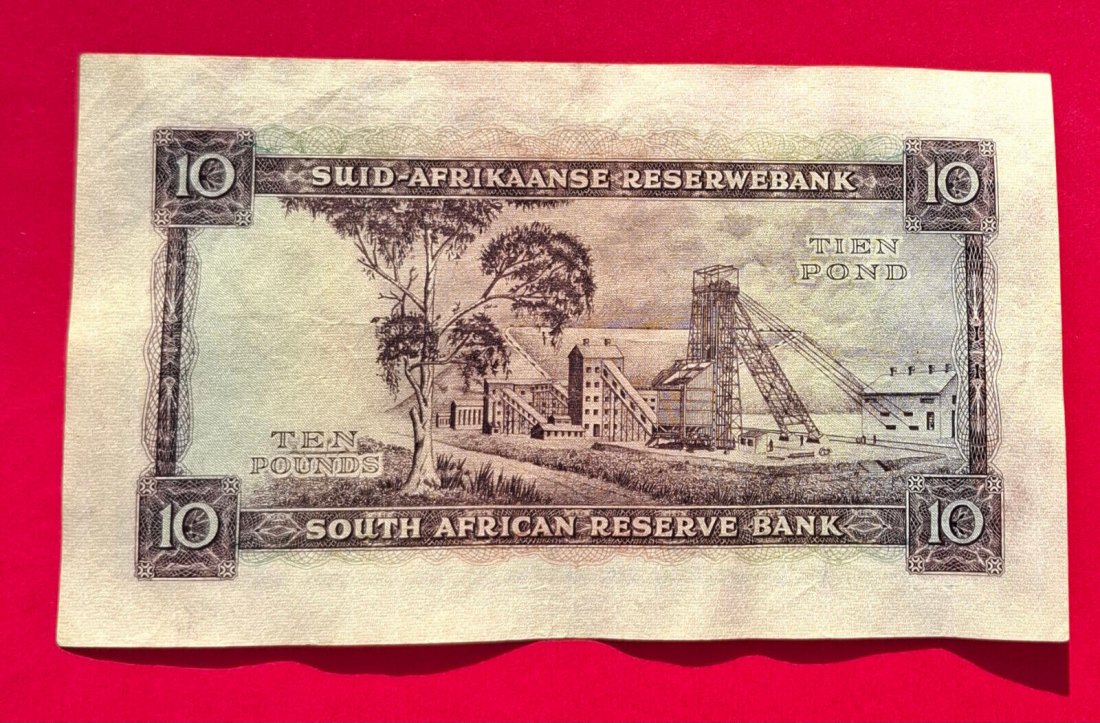 10 10
SUID-AFRIKAANSE RESERWEBANK
TIEN
POND
TEN
POUNDS
10 10
SOUTH AFRICAN RESERVE BANK